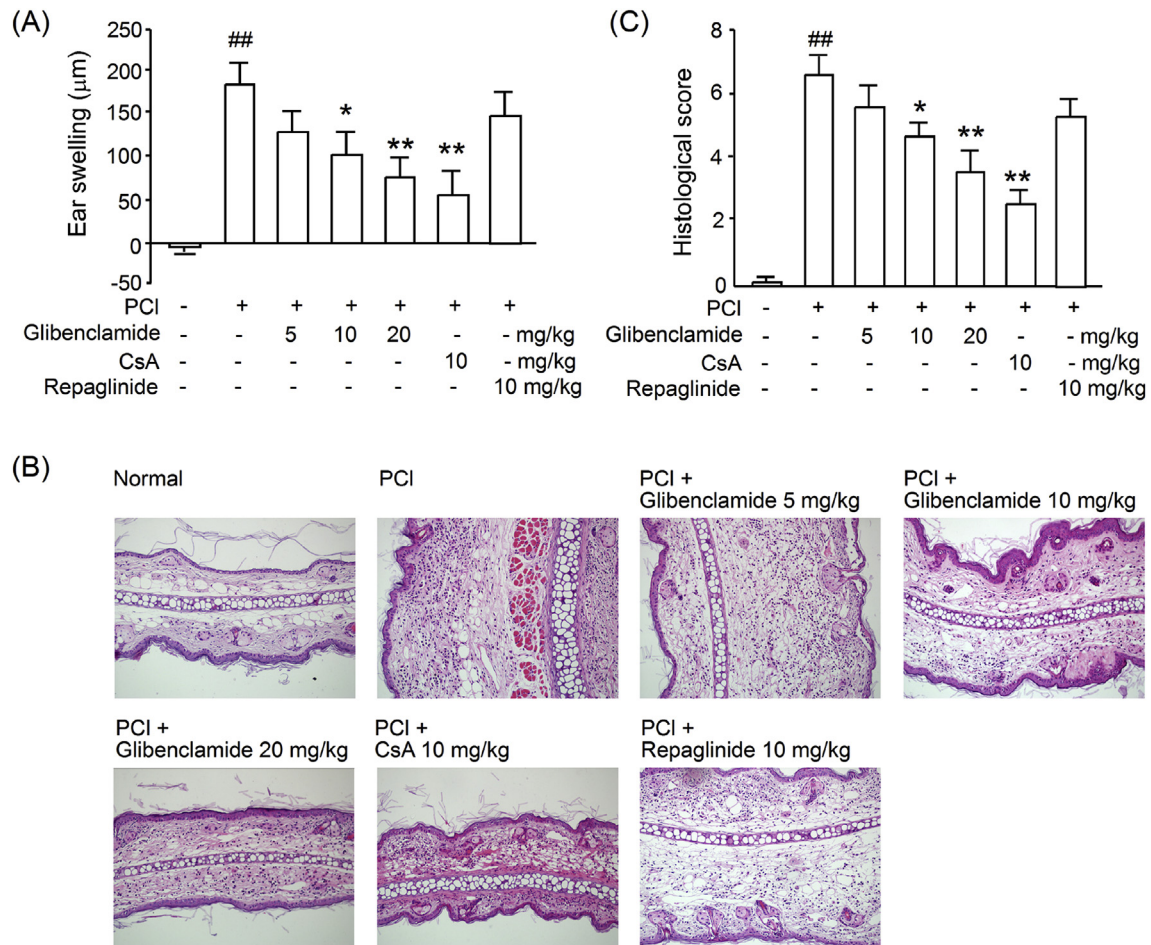 (A)
Ear swelling (μm)
250
200
150
100
50
0
-50
##
*
**
**
PCl - + + + + + +
Glibenclamide - - 5 10 20 - - mg/kg
CsA - - - - - 10 - mg/kg
Repaglinide - - - - - - 10 mg/kg
(C)
Histological score
8
6
4
2
0
##
*
**
**
PCl - + + + + + +
Glibenclamide - - 5 10 20 - - mg/kg
CsA - - - - - 10 - mg/kg
Repaglinide - - - - - - 10 mg/kg
(B)
Normal
PCl
PCl +
Glibenclamide 5 mg/kg
PCl +
Glibenclamide 10 mg/kg
PCl +
Glibenclamide 20 mg/kg
PCl +
CsA 10 mg/kg
PCl +
Repaglinide 10 mg/kg